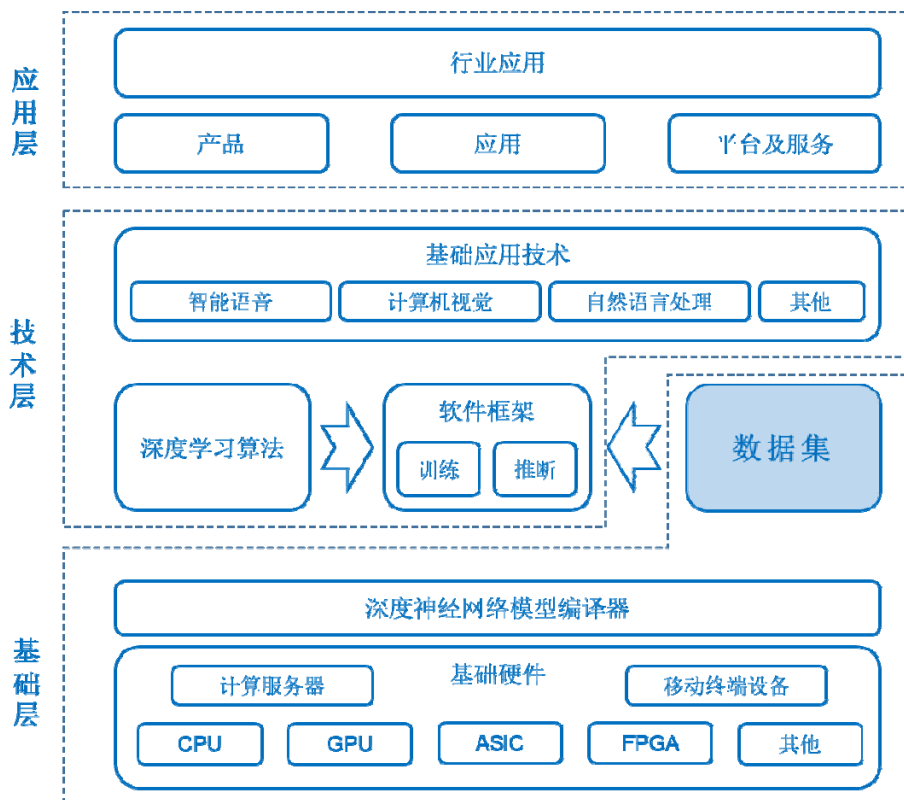 应用层
行业应用
产品
应用
平台及服务
技术层
基础应用技术
智能语音
计算机视觉
自然语言处理
其他
深度学习算法
软件框架
训练
推断
数据集
基础层
深度神经网络模型编译器
基础硬件
计算服务器
移动终端设备
CPU
GPU
ASIC
FPGA
其他